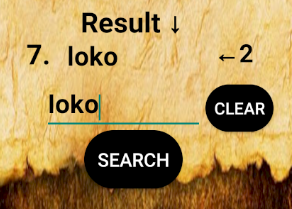 Result ↓
7. loko ←2
loko CLEAR
SEARCH